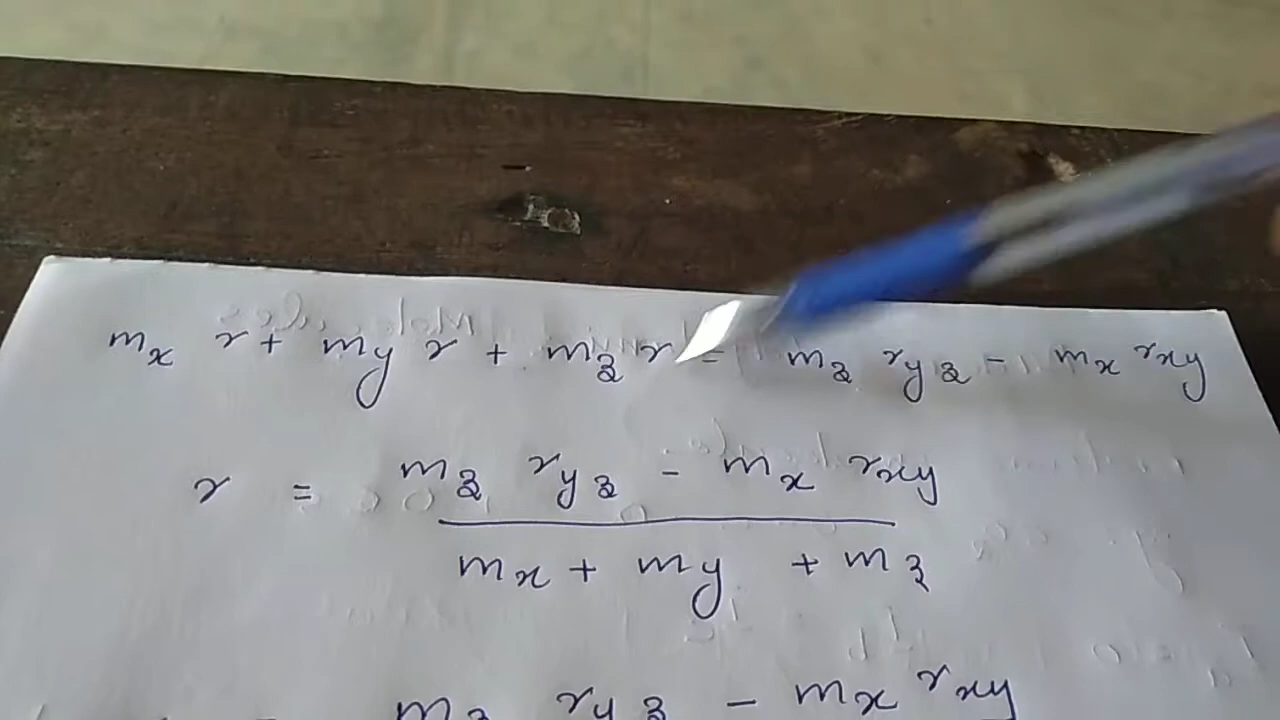 mx r + my r + mz r = mz ryz - mx rxy
r = mz ryz - mx rxy
mx + my + mz
= mz ryz - mx rxy